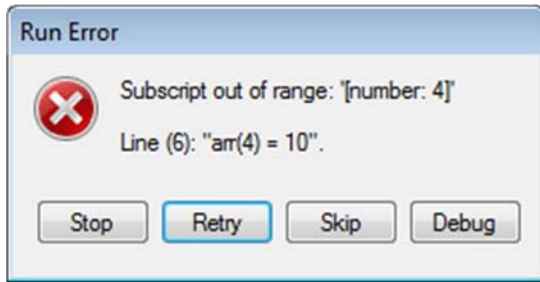 Run Error
Subscript out of range: '[number: 4]'
Line (6): "arr(4) = 10".
Stop Retry Skip Debug